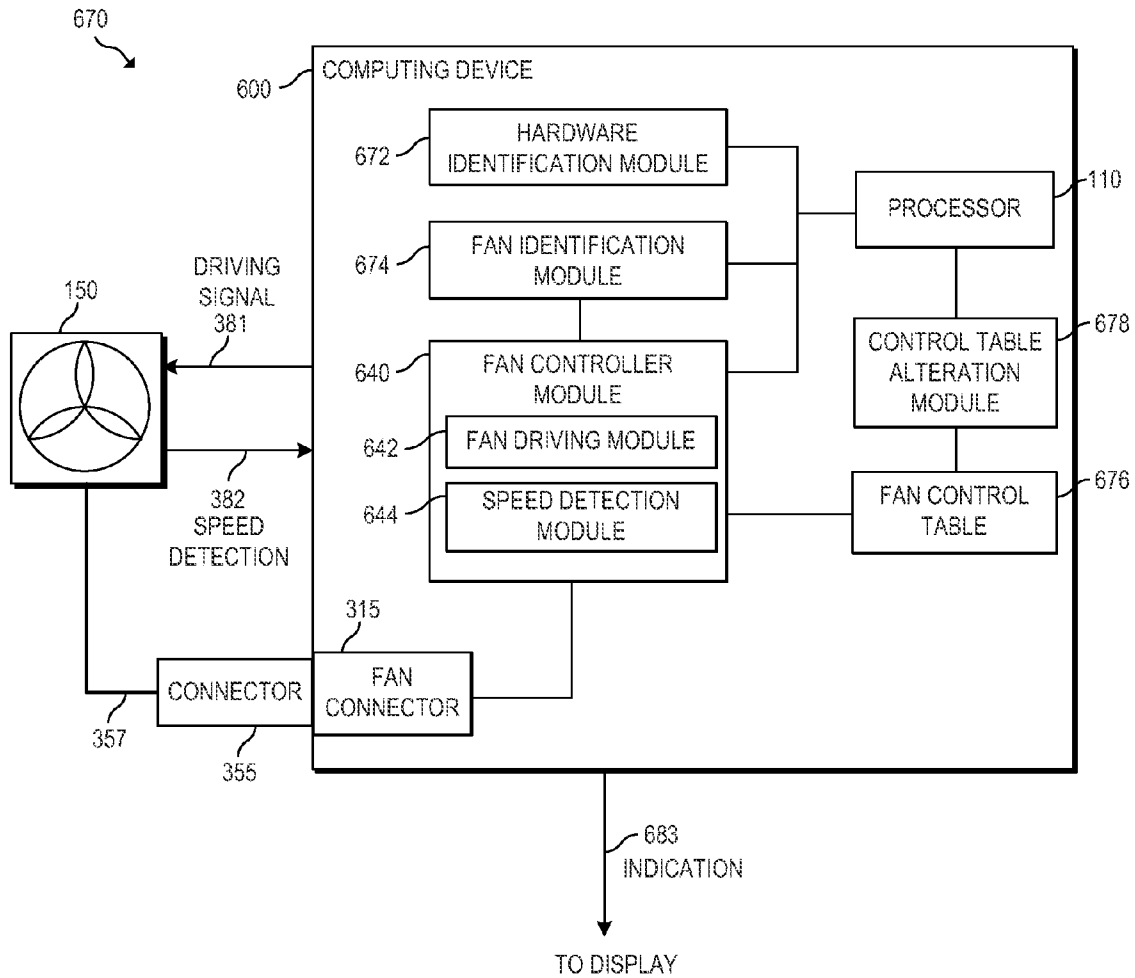 670
COMPUTING DEVICE
600
HARDWARE
IDENTIFICATION MODULE
672
110
PROCESSOR
FAN IDENTIFICATION
MODULE
674
DRIVING
SIGNAL
381
150
678
CONTROL TABLE
ALTERATION
MODULE
640
FAN CONTROLLER
MODULE
642
FAN DRIVING MODULE
382
SPEED
DETECTION
644
SPEED DETECTION
MODULE
676
FAN CONTROL
TABLE
315
CONNECTOR
FAN
CONNECTOR
357
355
683
INDICATION
TO DISPLAY